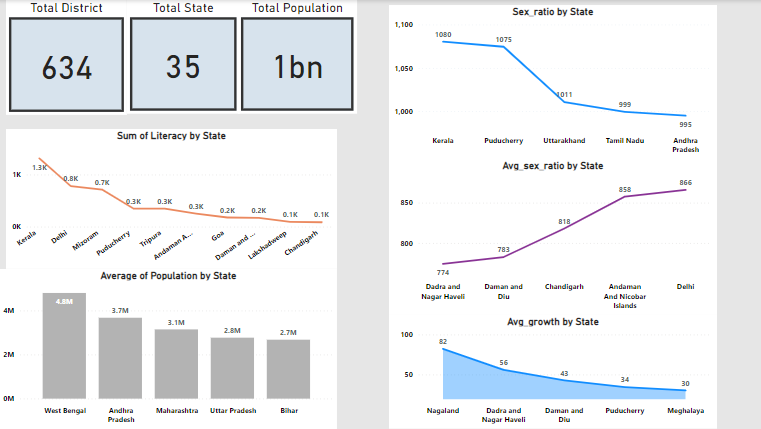 Total District
Total State
Total Population
634
35
1bn
Sum of Literacy by State
1K
0K
1.3K
0.8K
0.7K
0.3K
0.3K
0.3K
0.2K
0.2K
0.1K
0.1K
Kerala
Delhi
Mizoram
Puducherry
Tripura
Andaman A...
Goa
Daman and ...
Lakshadweep
Chandigarh
Average of Population by State
4M
2M
0M
4.8M
3.7M
3.1M
2.8M
2.7M
West Bengal
Andhra
Pradesh
Maharashtra
Uttar Pradesh
Bihar
Sex_ratio by State
1,100
1,050
1,000
1080
1075
1011
999
995
Kerala
Puducherry
Uttarakhand
Tamil Nadu
Andhra
Pradesh
Avg_sex_ratio by State
850
800
774
783
818
858
866
Dadra and
Nagar Haveli
Daman and
Diu
Chandigarh
Andaman
And Nicobar
Islands
Delhi
Avg_growth by State
100
50
82
56
43
34
30
Nagaland
Dadra and
Nagar Haveli
Daman and
Diu
Puducherry
Meghalaya